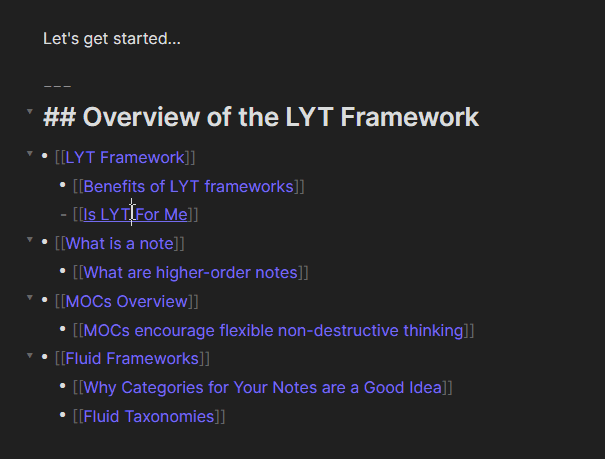 Let's get started...
---
## Overview of the LYT Framework
[[LYT Framework]]
[[Benefits of LYT frameworks]]
- [[Is LYT For Me]]
[[What is a note]]
[[What are higher-order notes]]
[[MOCs Overview]]
[[MOCs encourage flexible non-destructive thinking]]
[[Fluid Frameworks]]
[[Why Categories for Your Notes are a Good Idea]]
[[Fluid Taxonomies]]